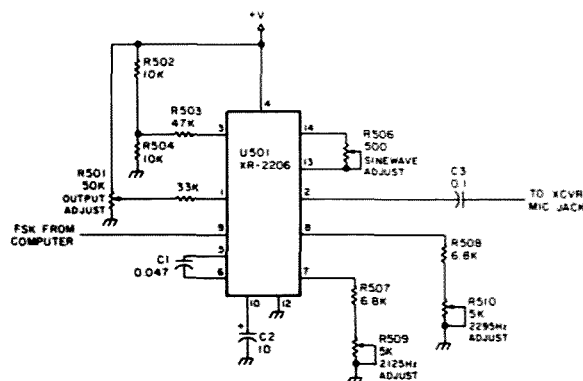 +V
R502
10K
4
R503
47K
3
R504
10K
U501
XR-2206
14
R506
500
SINEWAVE
ADJUST
13
R501
50K
OUTPUT
ADJUST
33K
1
2
C3
0.1
TO XCVR
MIC JACK
FSK FROM
COMPUTER
9
8
5
C1
0.047
6
7
R508
6.8K
R507
6.8K
10
12
R510
5K
2295Hz
ADJUST
+
C2
10
R509
5K
2125Hz
ADJUST